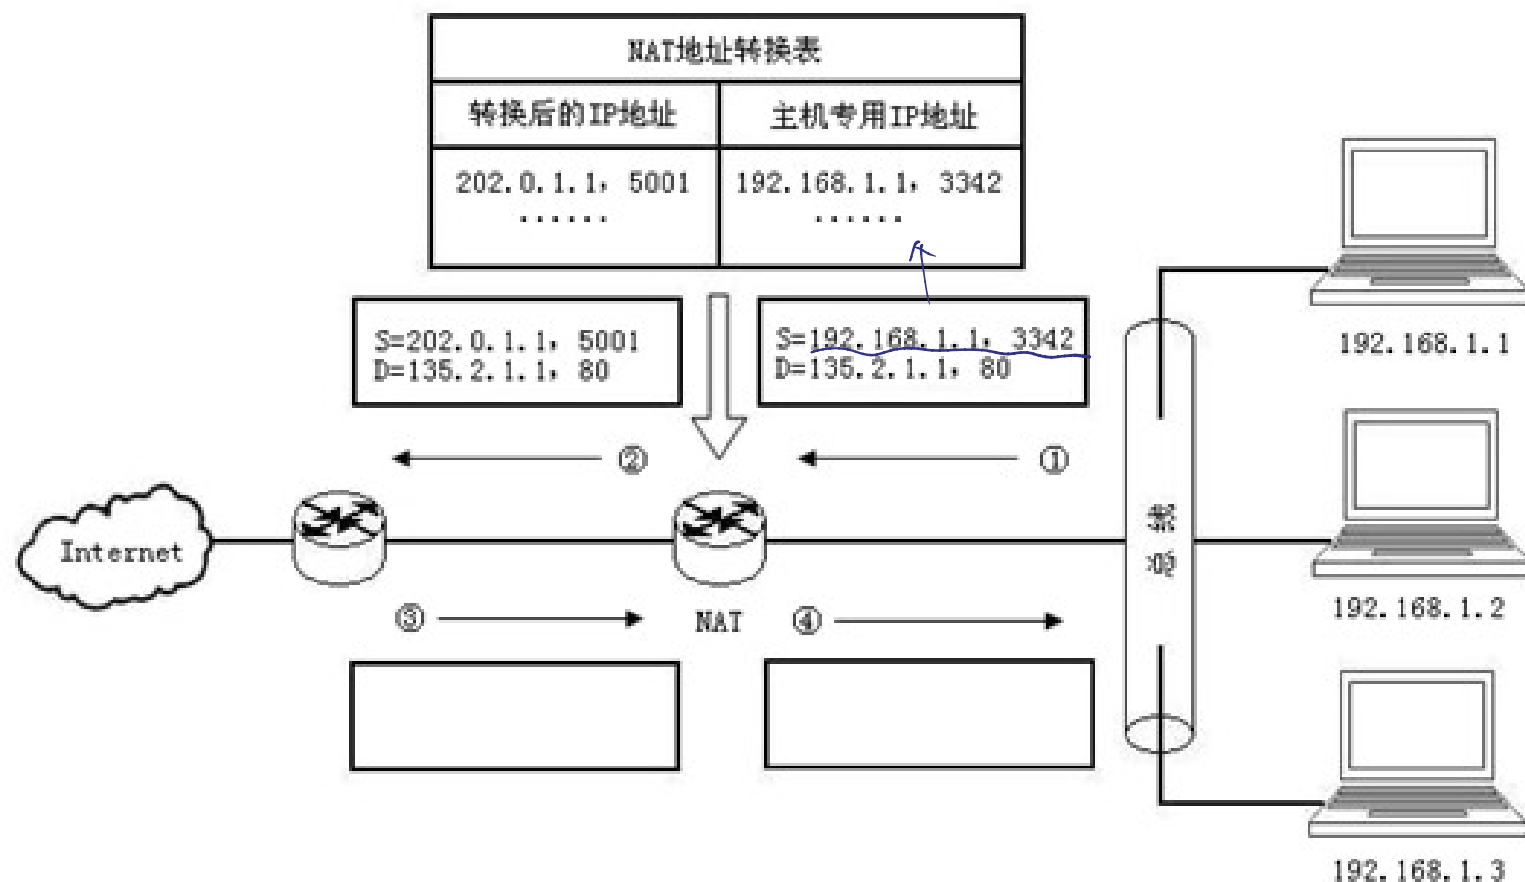 NAT地址转换表
转换后的IP地址
主机专用IP地址
202.0.1.1，5001
192.168.1.1，3342
······
······
S=202.0.1.1，5001
D=135.2.1.1，80
S=192.168.1.1，3342
D=135.2.1.1，80
192.168.1.1
②
①
Internet
192.168.1.2
③
NAT
④
192.168.1.3